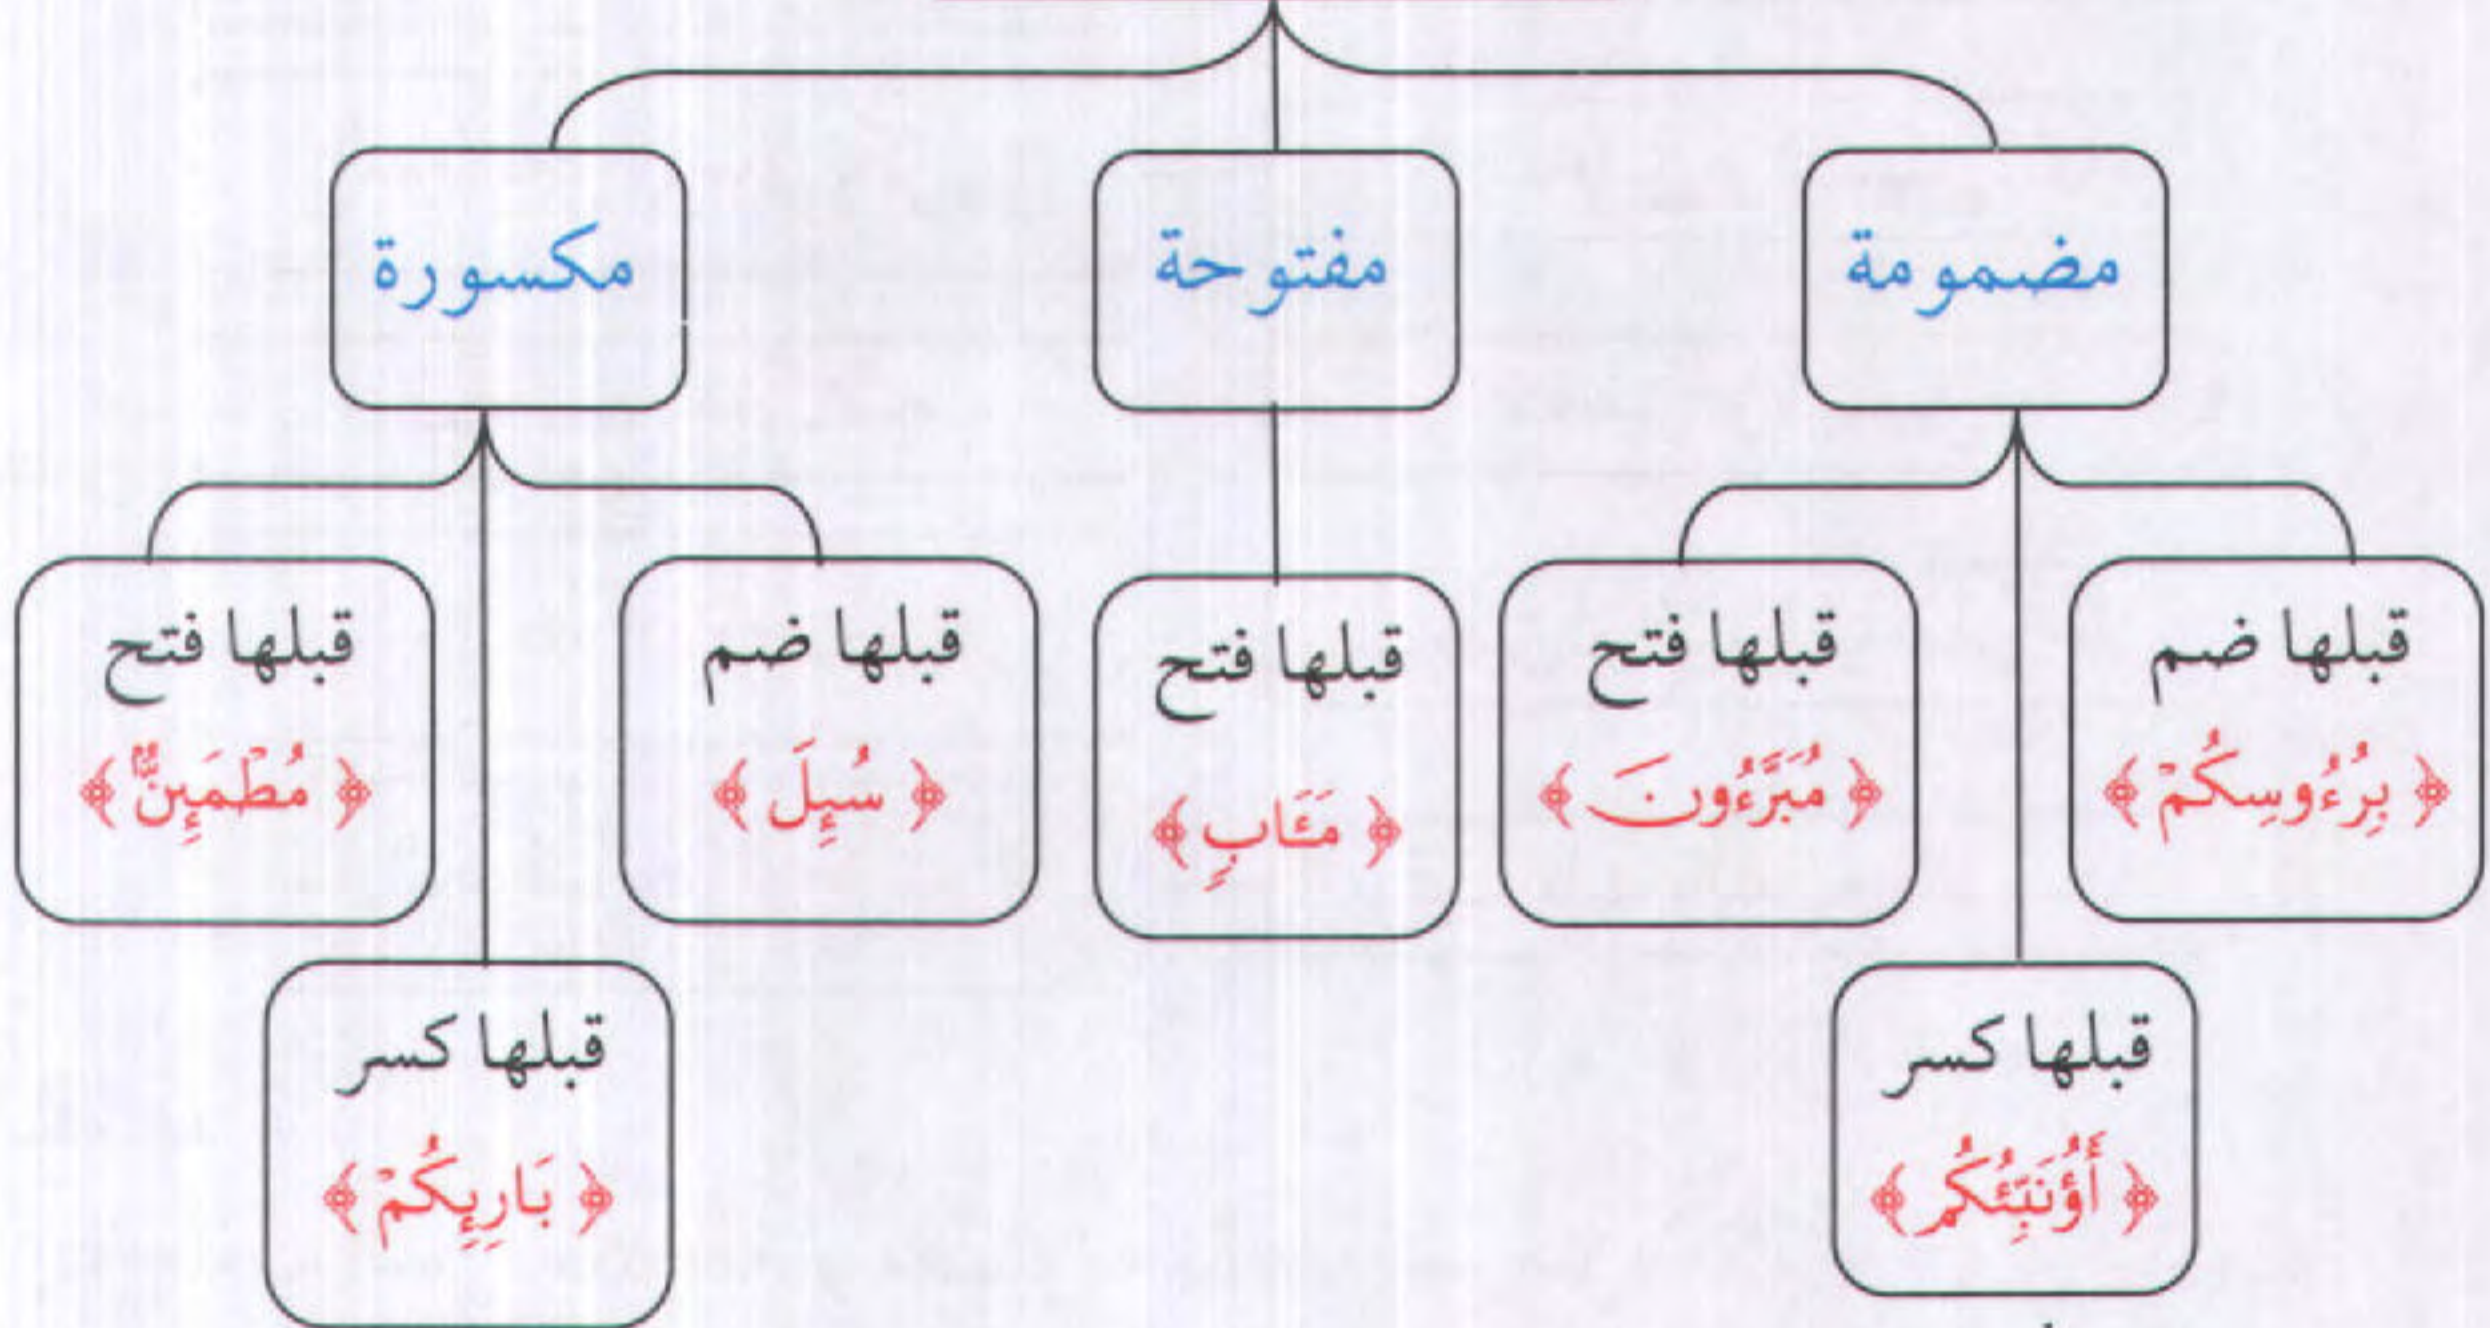 مضمومة
مفتوحة
مكسورة
قبلها ضم
﴿ بِرُءُوسِكُمْ ﴾
قبلها فتح
﴿ مُبَرَّءُونَ ﴾
قبلها كسر
﴿ أَؤُنَبِّئُكُم ﴾
قبلها فتح
﴿ مَـَٔابٍ ﴾
قبلها ضم
﴿ سُئِلَ ﴾
قبلها فتح
﴿ مُطْمَئِنٌّۢ ﴾
قبلها كسر
﴿ بَارِئِكُمْ ﴾